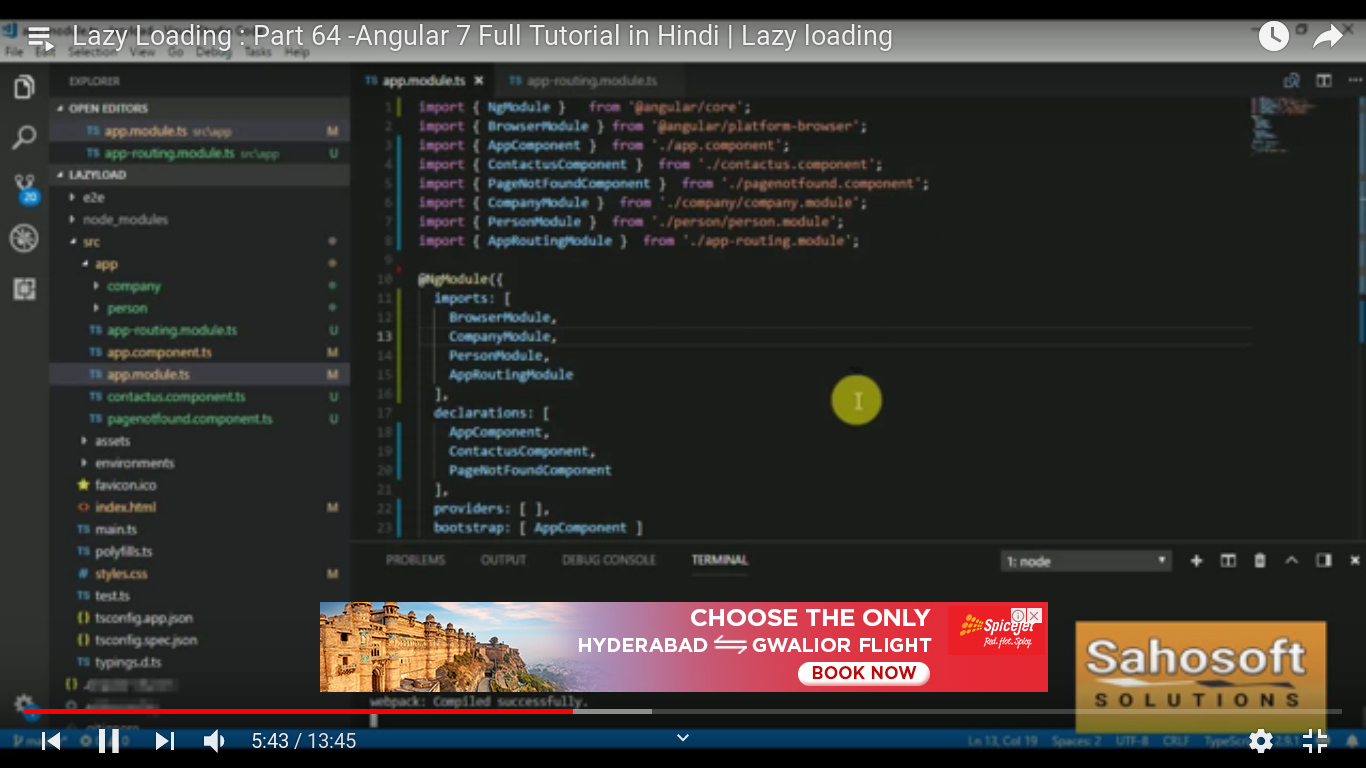 Lazy Loading : Part 64 -Angular 7 Full Tutorial in Hindi | Lazy loading
File Edit Selection View Go Debug Tasks Help
EXPLORER
OPEN EDITORS
TS app.module.ts src\app M
TS app-routing.module.ts src\app U
LAZYLOAD
20
e2e
node_modules
src
app
company
person
TS app-routing.module.ts U
TS app.component.ts M
TS app.module.ts M
TS contactus.component.ts U
TS pagenotfound.component.ts U
assets
environments
favicon.ico
<> index.html M
TS main.ts
TS polyfills.ts
# styles.css M
TS test.ts
{} tsconfig.app.json
{} tsconfig.spec.json
TS typings.d.ts
{}
.gitignore
TS app.module.ts × TS app-routing.module.ts
1 import { NgModule } from '@angular/core';
2 import { BrowserModule } from '@angular/platform-browser';
3 import { AppComponent } from './app.component';
4 import { ContactusComponent } from './contactus.component';
5 import { PageNotFoundComponent } from './pagenotfound.component';
6 import { CompanyModule } from './company/company.module';
7 import { PersonModule } from './person/person.module';
8 import { AppRoutingModule } from './app-routing.module';
9
10 @NgModule({
11 imports: [
12 BrowserModule,
13 CompanyModule,
14 PersonModule,
15 AppRoutingModule
16 ],
17 declarations: [
18 AppComponent,
19 ContactusComponent,
20 PageNotFoundComponent
21 ],
22 providers: [ ],
23 bootstrap: [ AppComponent ]
PROBLEMS OUTPUT DEBUG CONSOLE TERMINAL 1: node
CHOOSE THE ONLY
HYDERABAD GWALIOR FLIGHT
BOOK NOW
SpiceJet
Red. Hot. Spicy.
Sahosoft
SOLUTIONS
webpack: Compiled successfully.
5:43 / 13:45
Ln 13, Col 19 Spaces: 2 UTF-8 CRLF TypeScr 2.9.1